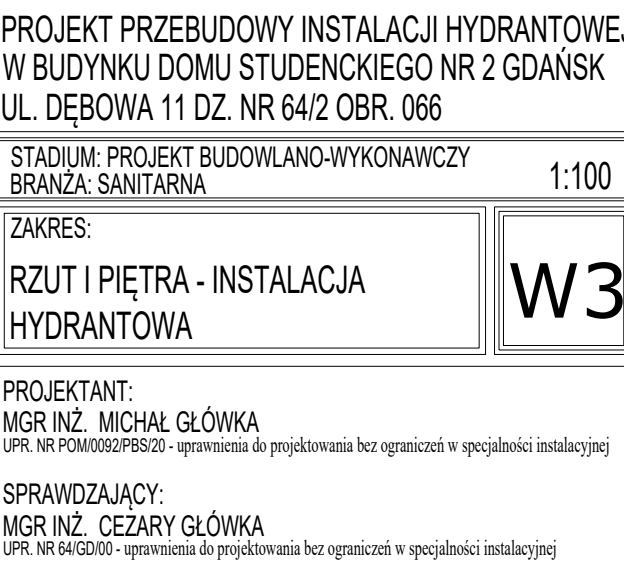 PROJEKT PRZEBUDOWY INSTALACJI HYDRANTOWEJ
W BUDYNKU DOMU STUDENCKIEGO NR 2 GDAŃSK
UL. DĘBOWA 11 DZ. NR 64/2 OBR. 066
STADIUM: PROJEKT BUDOWLANO-WYKONAWCZY
BRANŻA: SANITARNA
1:100
ZAKRES:
RZUT I PIĘTRA - INSTALACJA
HYDRANTOWA
W3
PROJEKTANT:
MGR INŻ. MICHAŁ GŁÓWKA
UPR. NR POM/0092/PBS/20 - uprawnienia do projektowania bez ograniczeń w specjalności instalacyjnej
SPRAWDZAJĄCY:
MGR INŻ. CEZARY GŁÓWKA
UPR. NR 64/GD/00 - uprawnienia do projektowania bez ograniczeń w specjalności instalacyjnej